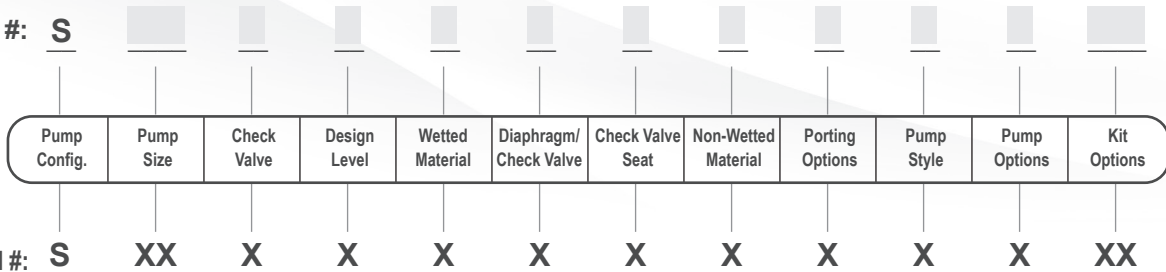 #: S
Pump Config. Pump Size Check Valve Design Level Wetted Material Diaphragm/ Check Valve Check Valve Seat Non-Wetted Material Porting Options Pump Style Pump Options Kit Options
#: S XX X X X X X X X X X XX